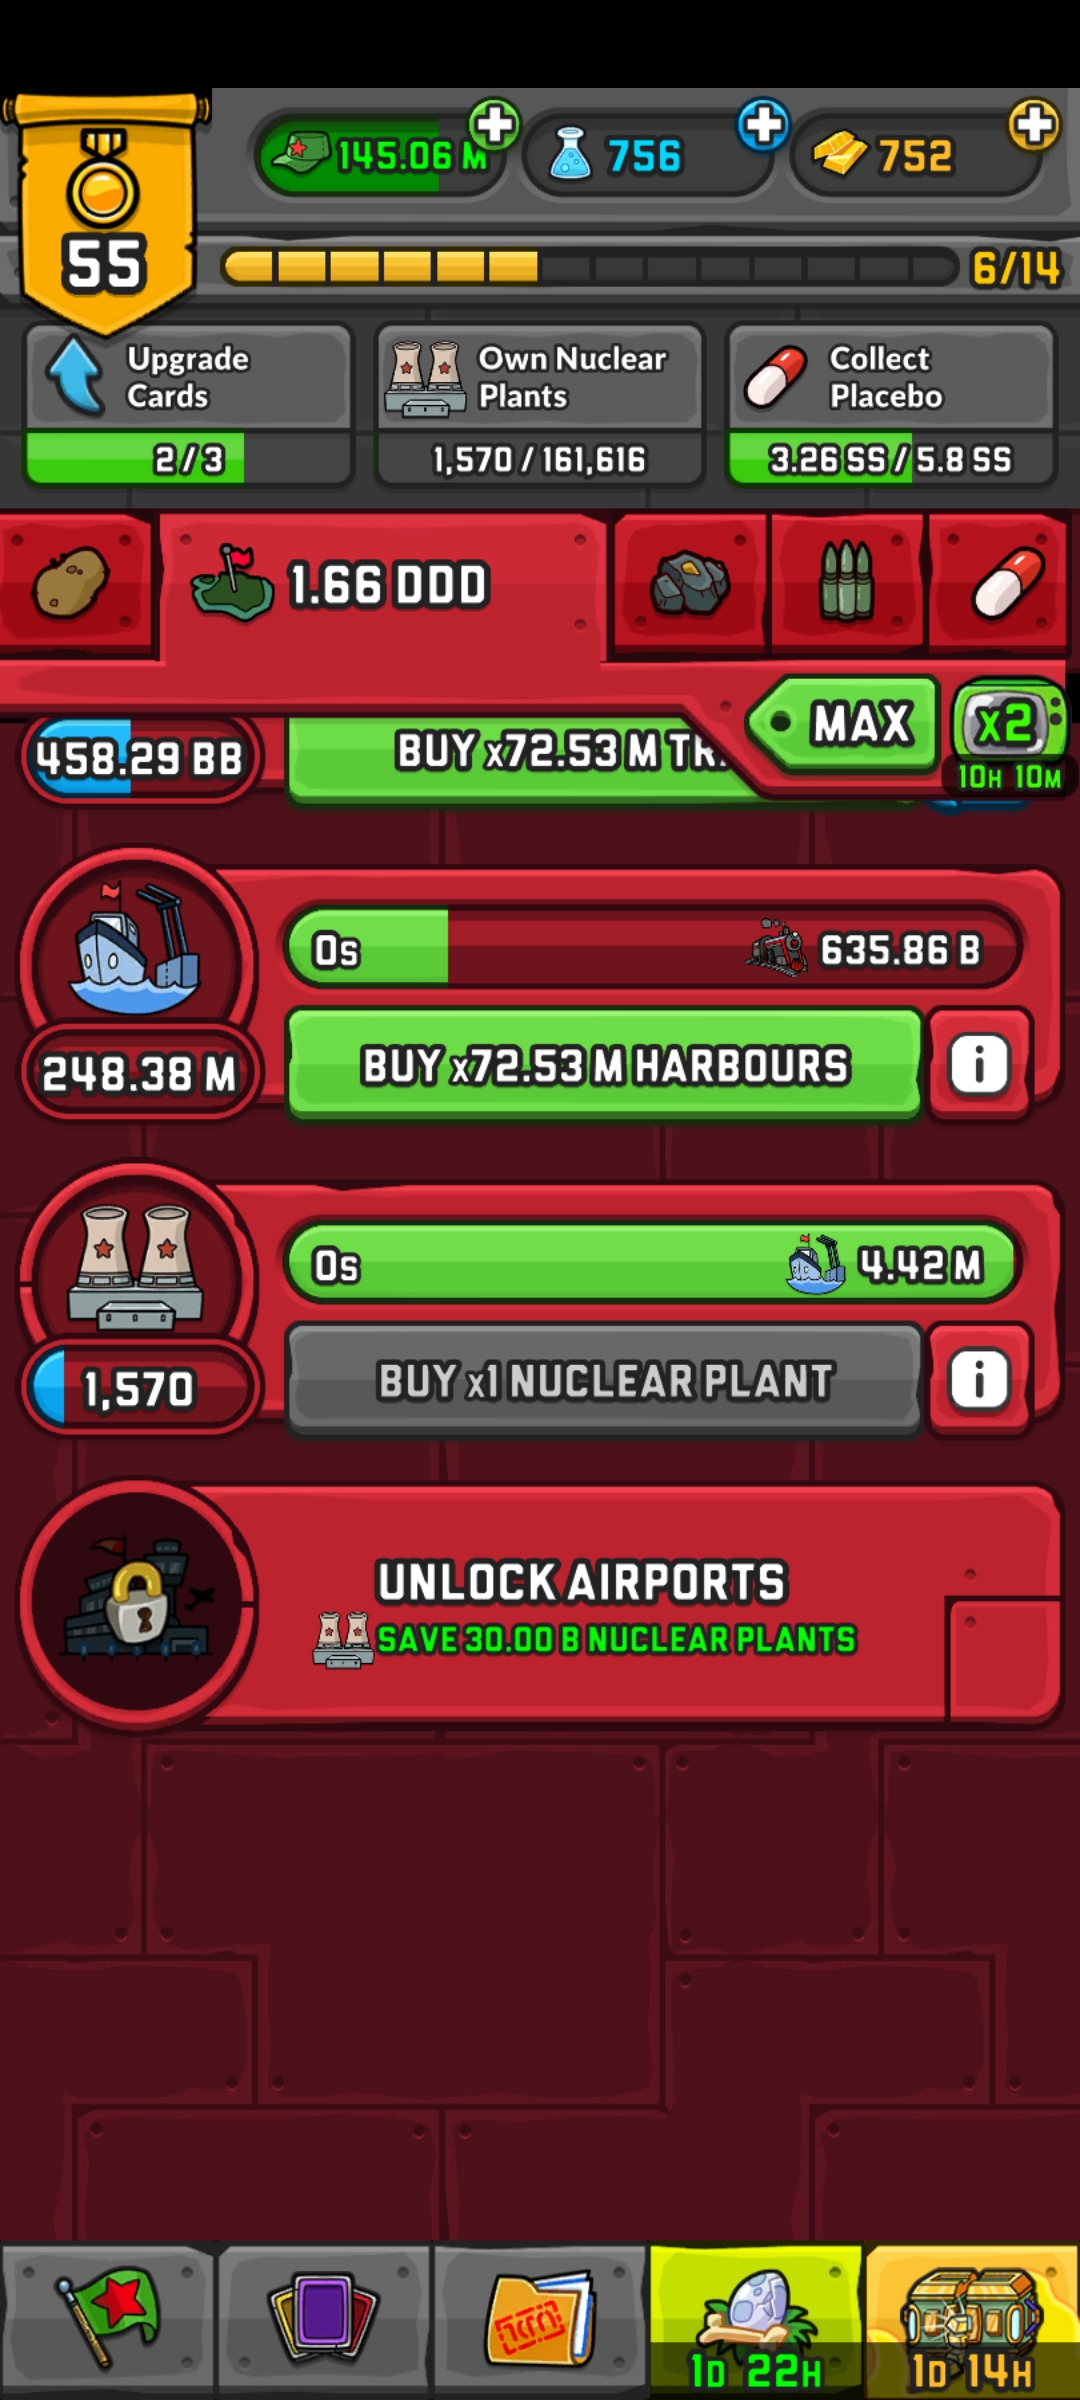 145.06 M
756
752
55
6/14
Upgrade
Cards
2/3
Own Nuclear
Plants
1,570 / 161,616
Collect
Placebo
3.26 SS / 5.8 SS
1.66 DDD
MAX
x2
10H 10M
458.29 BB
BUY x72.53 M
0s
635.86 B
248.38 M
BUY x72.53 M HARBOURS
i
0s
4.42 M
1,570
BUY x1 NUCLEAR PLANT
i
UNLOCK AIRPORTS
SAVE 30.00 B NUCLEAR PLANTS
1D 22H
1D 14H